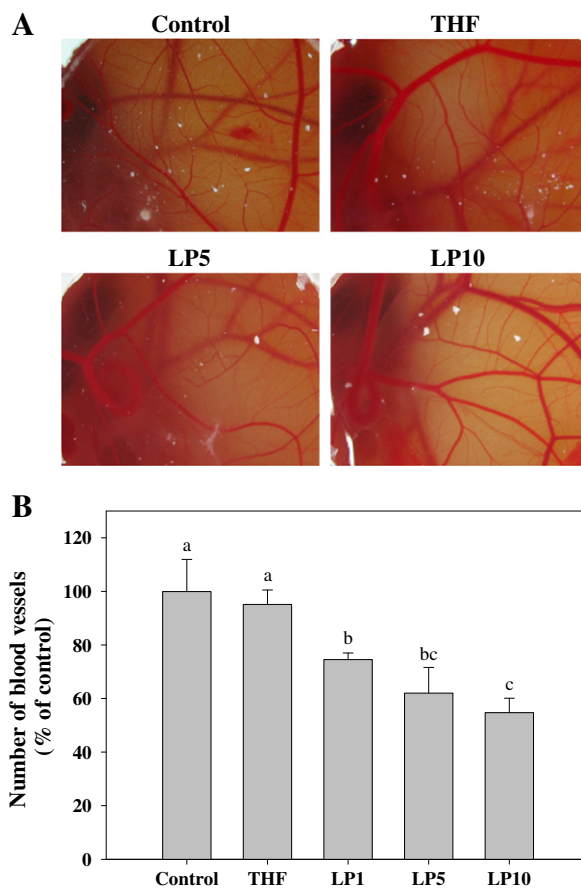 A
Control
THF
LP5
LP10
B
Number of blood vessels
(% of control)
120
100
80
60
40
20
0
a
a
b
bc
c
Control
THF
LP1
LP5
LP10